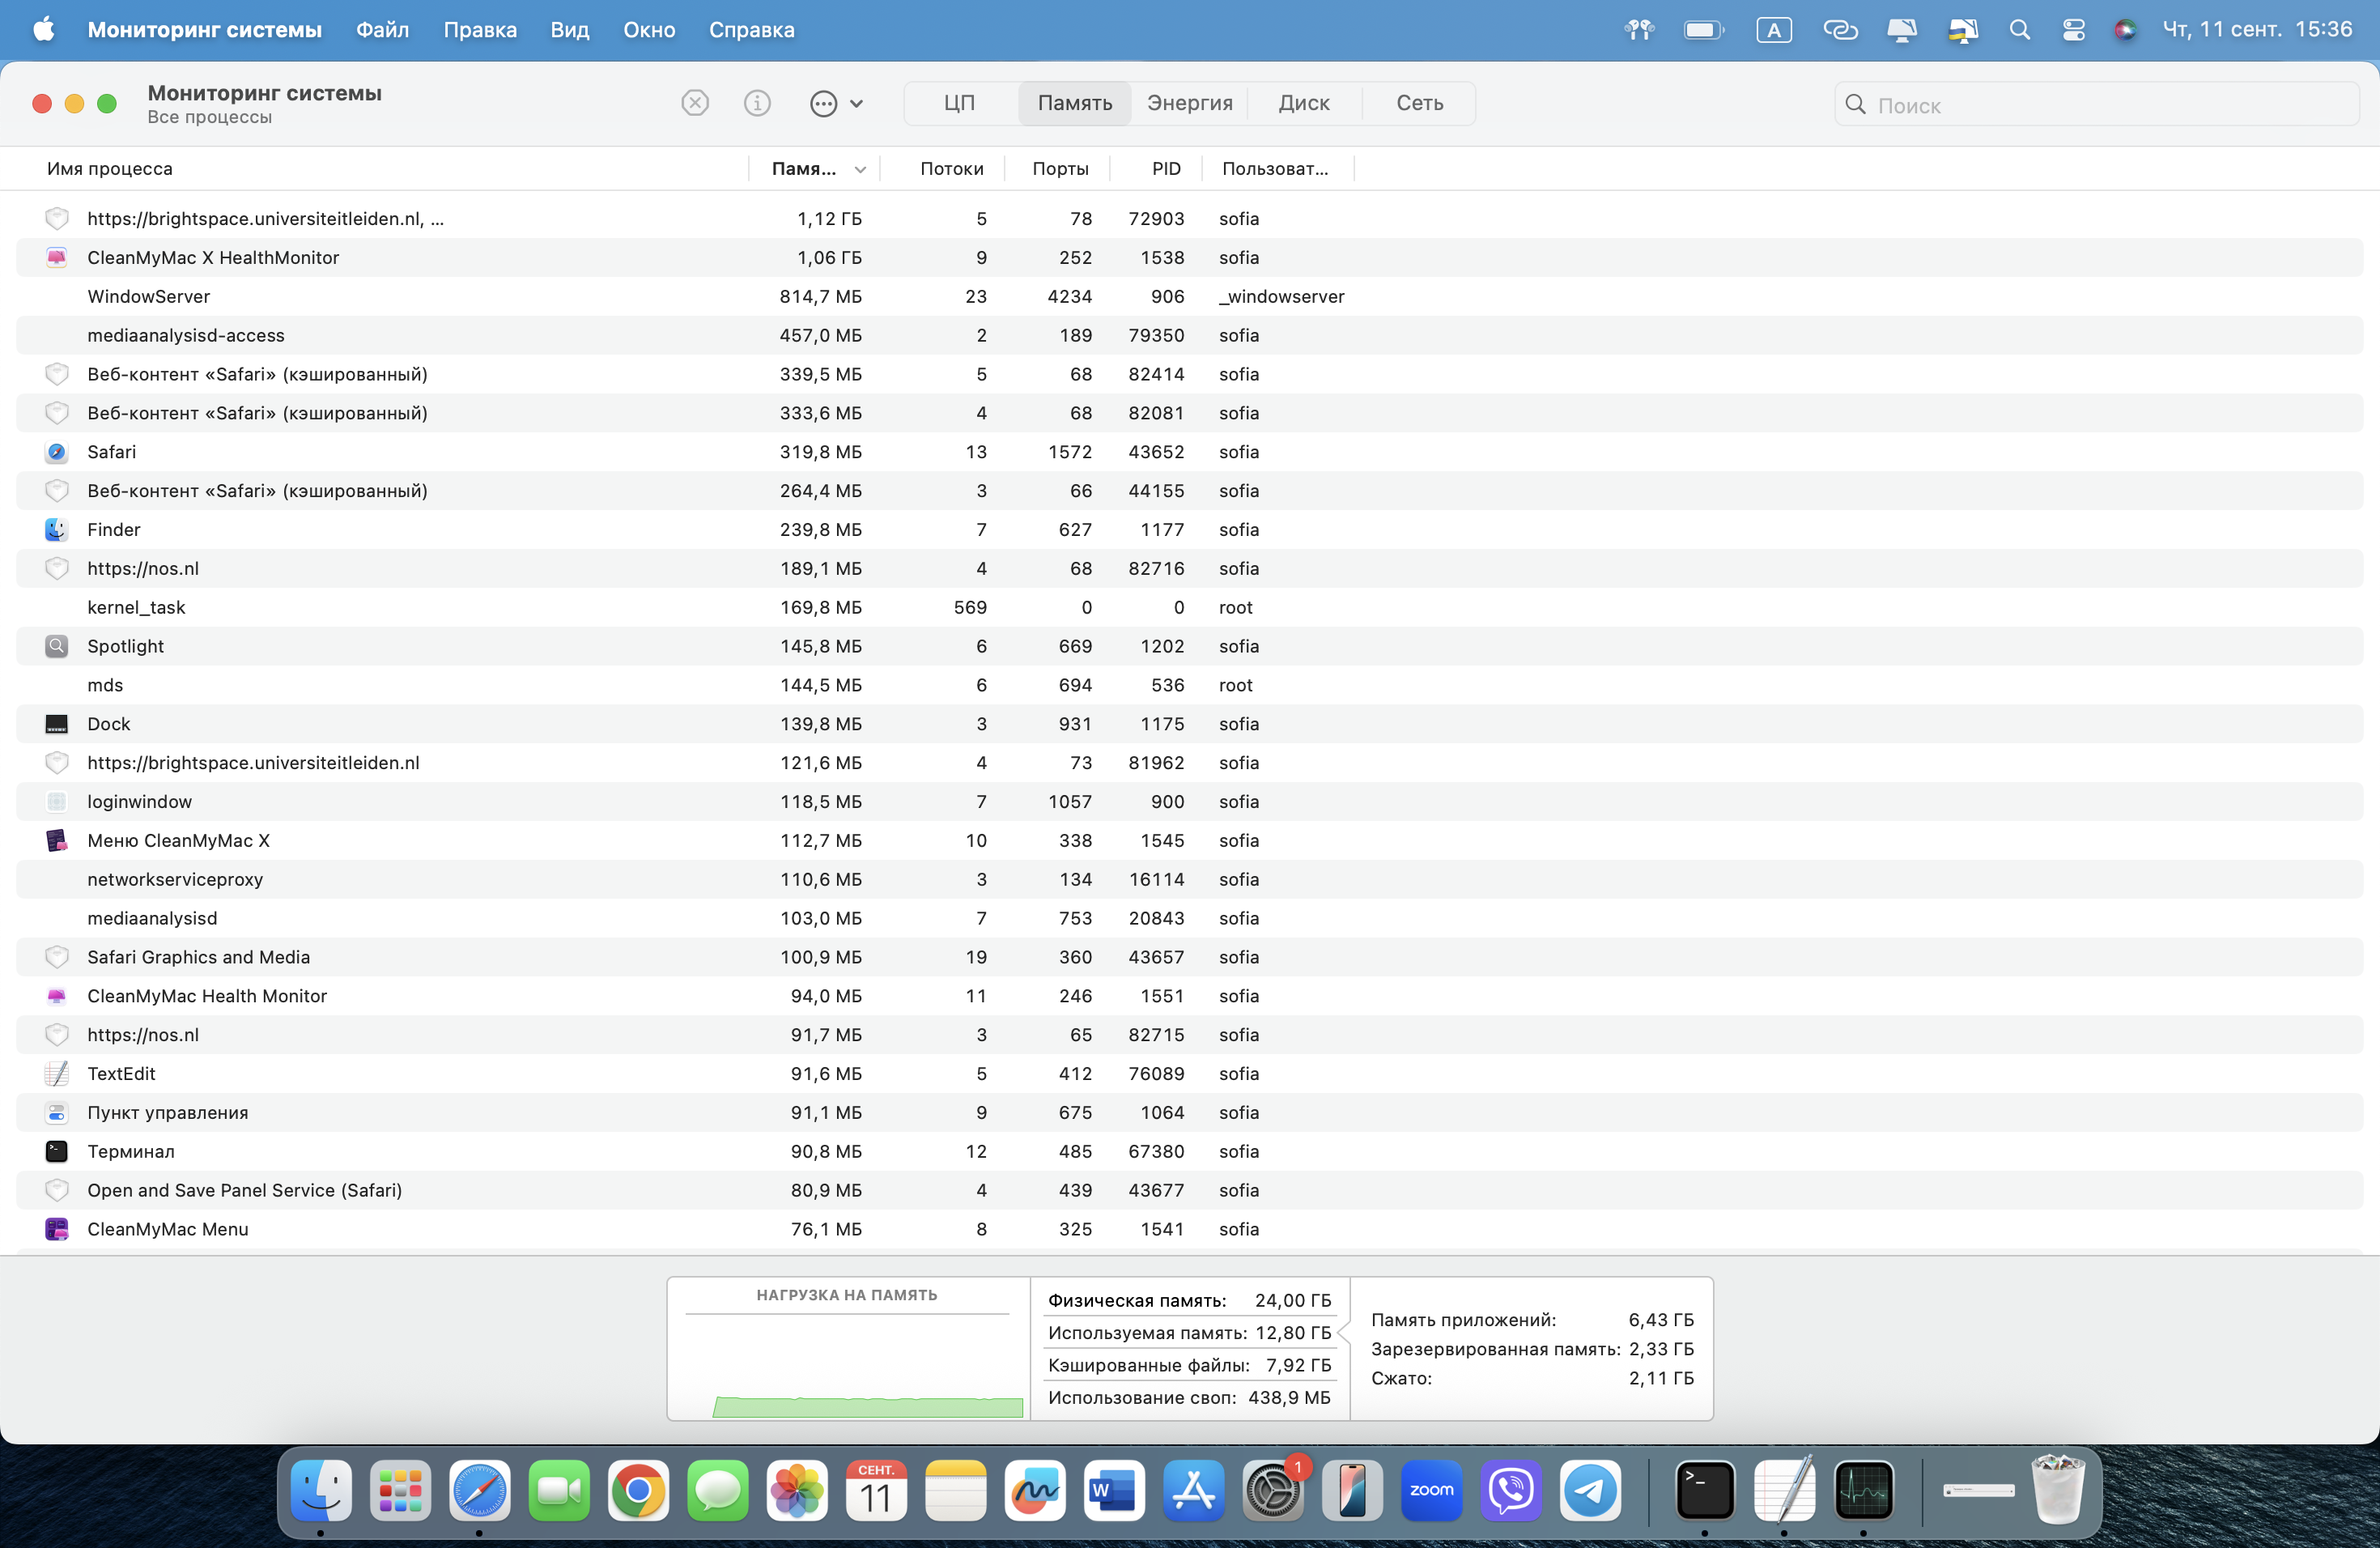 Мониторинг системы Файл Правка Вид Окно Справка A Чт, 11 сент. 15:36
Мониторинг системы
Все процессы
ЦП Память Энергия Диск Сеть
Поиск
Имя процесса Памя... Потоки Порты PID Пользоват...
https://brightspace.universiteitleiden.nl, ... 1,12 ГБ 5 78 72903 sofia
CleanMyMac X HealthMonitor 1,06 ГБ 9 252 1538 sofia
WindowServer 814,7 МБ 23 4234 906 _windowserver
mediaanalysisd-access 457,0 МБ 2 189 79350 sofia
Веб-контент «Safari» (кэшированный) 339,5 МБ 5 68 82414 sofia
Веб-контент «Safari» (кэшированный) 333,6 МБ 4 68 82081 sofia
Safari 319,8 МБ 13 1572 43652 sofia
Веб-контент «Safari» (кэшированный) 264,4 МБ 3 66 44155 sofia
Finder 239,8 МБ 7 627 1177 sofia
https://nos.nl 189,1 МБ 4 68 82716 sofia
kernel_task 169,8 МБ 569 0 0 root
Spotlight 145,8 МБ 6 669 1202 sofia
mds 144,5 МБ 6 694 536 root
Dock 139,8 МБ 3 931 1175 sofia
https://brightspace.universiteitleiden.nl 121,6 МБ 4 73 81962 sofia
loginwindow 118,5 МБ 7 1057 900 sofia
Меню CleanMyMac X 112,7 МБ 10 338 1545 sofia
networkserviceproxy 110,6 МБ 3 134 16114 sofia
mediaanalysisd 103,0 МБ 7 753 20843 sofia
Safari Graphics and Media 100,9 МБ 19 360 43657 sofia
CleanMyMac Health Monitor 94,0 МБ 11 246 1551 sofia
https://nos.nl 91,7 МБ 3 65 82715 sofia
TextEdit 91,6 МБ 5 412 76089 sofia
Пункт управления 91,1 МБ 9 675 1064 sofia
Терминал 90,8 МБ 12 485 67380 sofia
Open and Save Panel Service (Safari) 80,9 МБ 4 439 43677 sofia
CleanMyMac Menu 76,1 МБ 8 325 1541 sofia
НАГРУЗКА НА ПАМЯТЬ
Физическая память: 24,00 ГБ
Используемая память: 12,80 ГБ
Кэшированные файлы: 7,92 ГБ
Использование своп: 438,9 МБ
Память приложений: 6,43 ГБ
Зарезервированная память: 2,33 ГБ
Сжато: 2,11 ГБ
СЕНТ.
11
W
1
zoom